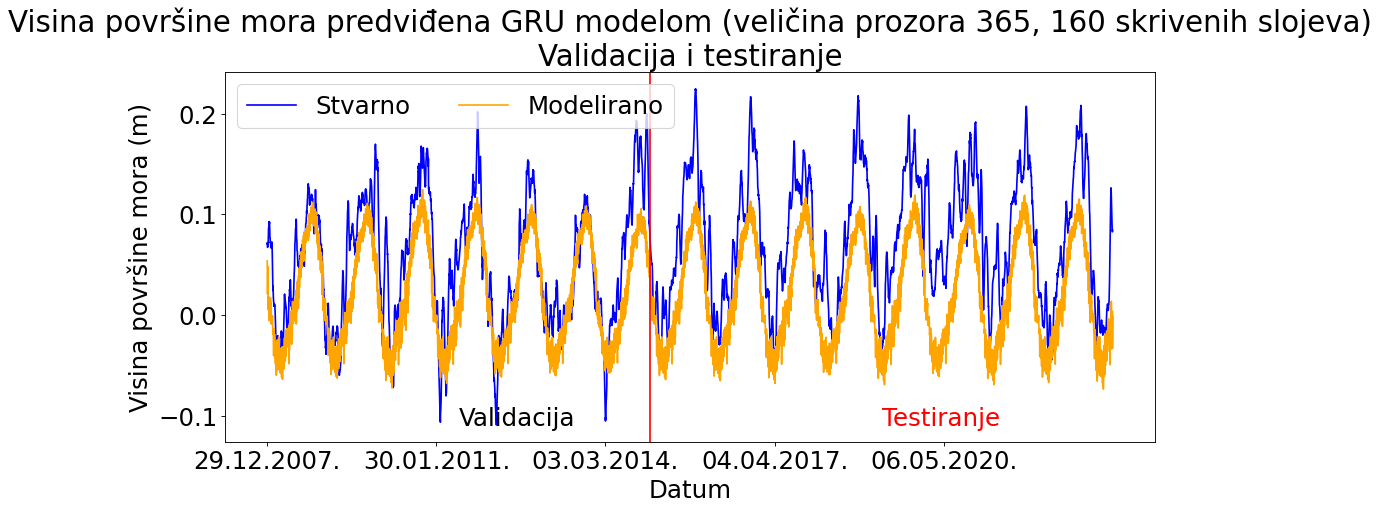 Visina površine mora predviđena GRU modelom (veličina prozora 365, 160 skrivenih slojeva)
Validacija i testiranje
Stvarno
Modelirano
Visina površine mora (m)
0.2
0.1
0.0
−0.1
Validacija
Testiranje
29.12.2007.
30.01.2011.
03.03.2014.
04.04.2017.
06.05.2020.
Datum